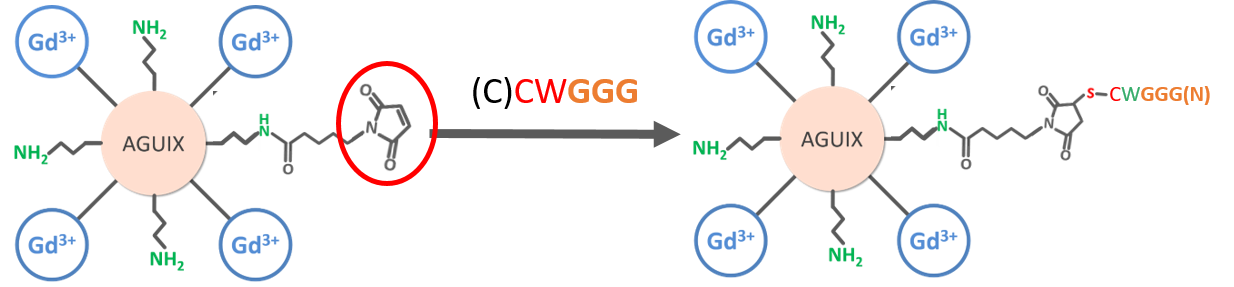 NH2
Gd3+
Gd3+
NH2
AGUIX
H
N
O
O
N
O
NH2
Gd3+
Gd3+
NH2
(C)CWGGG
NH2
Gd3+
Gd3+
NH2
AGUIX
H
N
O
O
N
O
S-CWGGG(N)
NH2
Gd3+
Gd3+
NH2